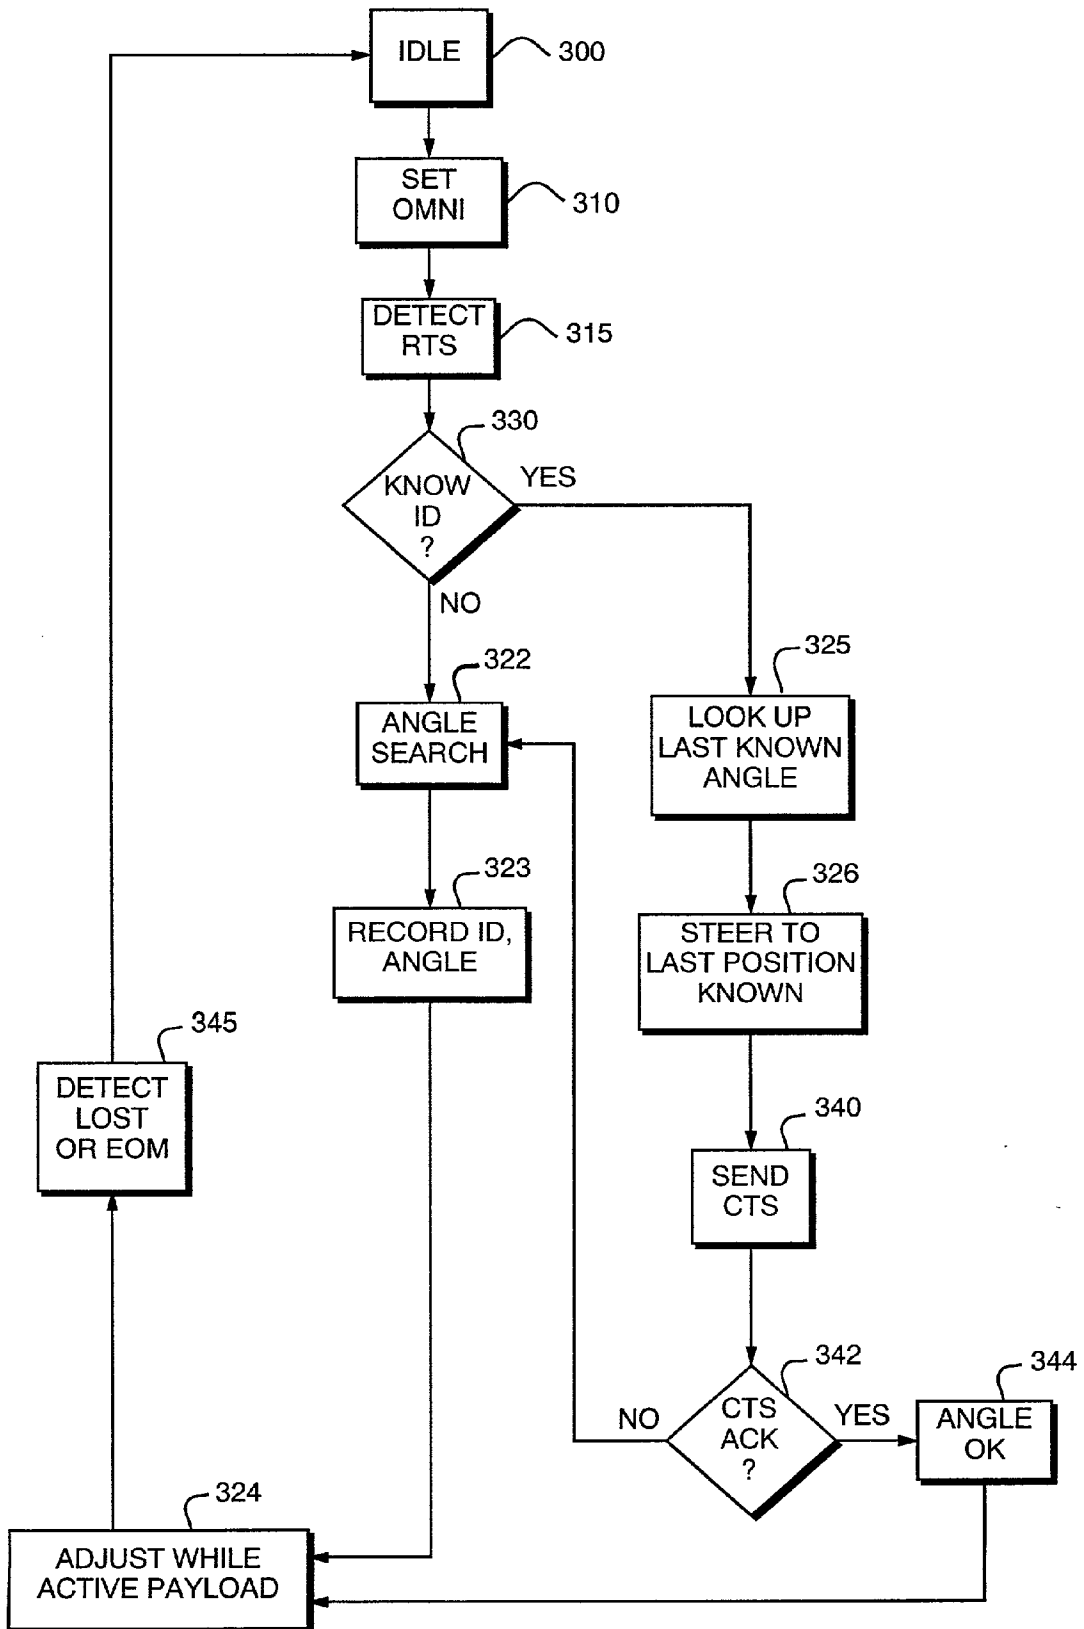 IDLE
300
SET
OMNI
310
DETECT
RTS
315
330
KNOW
ID
?
YES
NO
322
ANGLE
SEARCH
325
LOOK UP
LAST KNOWN
ANGLE
323
RECORD ID,
ANGLE
326
STEER TO
LAST POSITION
KNOWN
345
DETECT
LOST
OR EOM
340
SEND
CTS
342
CTS
ACK
?
NO
YES
344
ANGLE
OK
324
ADJUST WHILE
ACTIVE PAYLOAD